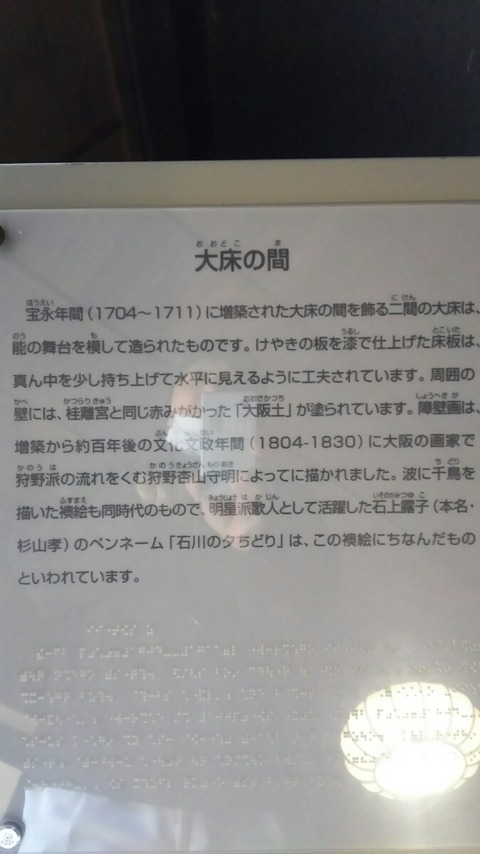 大床の間
宝永年間(1704〜1711)に増築された大床の間を飾る二間の大床は、
能の舞台を模して造られたものです。けやきの板を漆で仕上げた床板は、
真ん中を少し持ち上げて水平に見えるように工夫されています。周囲の
壁には、桂離宮と同じ赤みがかった「大阪土」が塗られています。障壁画は、
増築から約百年後の文化文政年間(1804-1830)に大阪の画家で
狩野派の流れをくむ狩野杏山守明によってに描かれました。波に千鳥を
描いた襖絵も同時代のもので、明星派歌人として活躍した石上露子(本名・
杉山孝)のペンネーム「石川の夕ちどり」は、この襖絵にちなんだもの
といわれています。